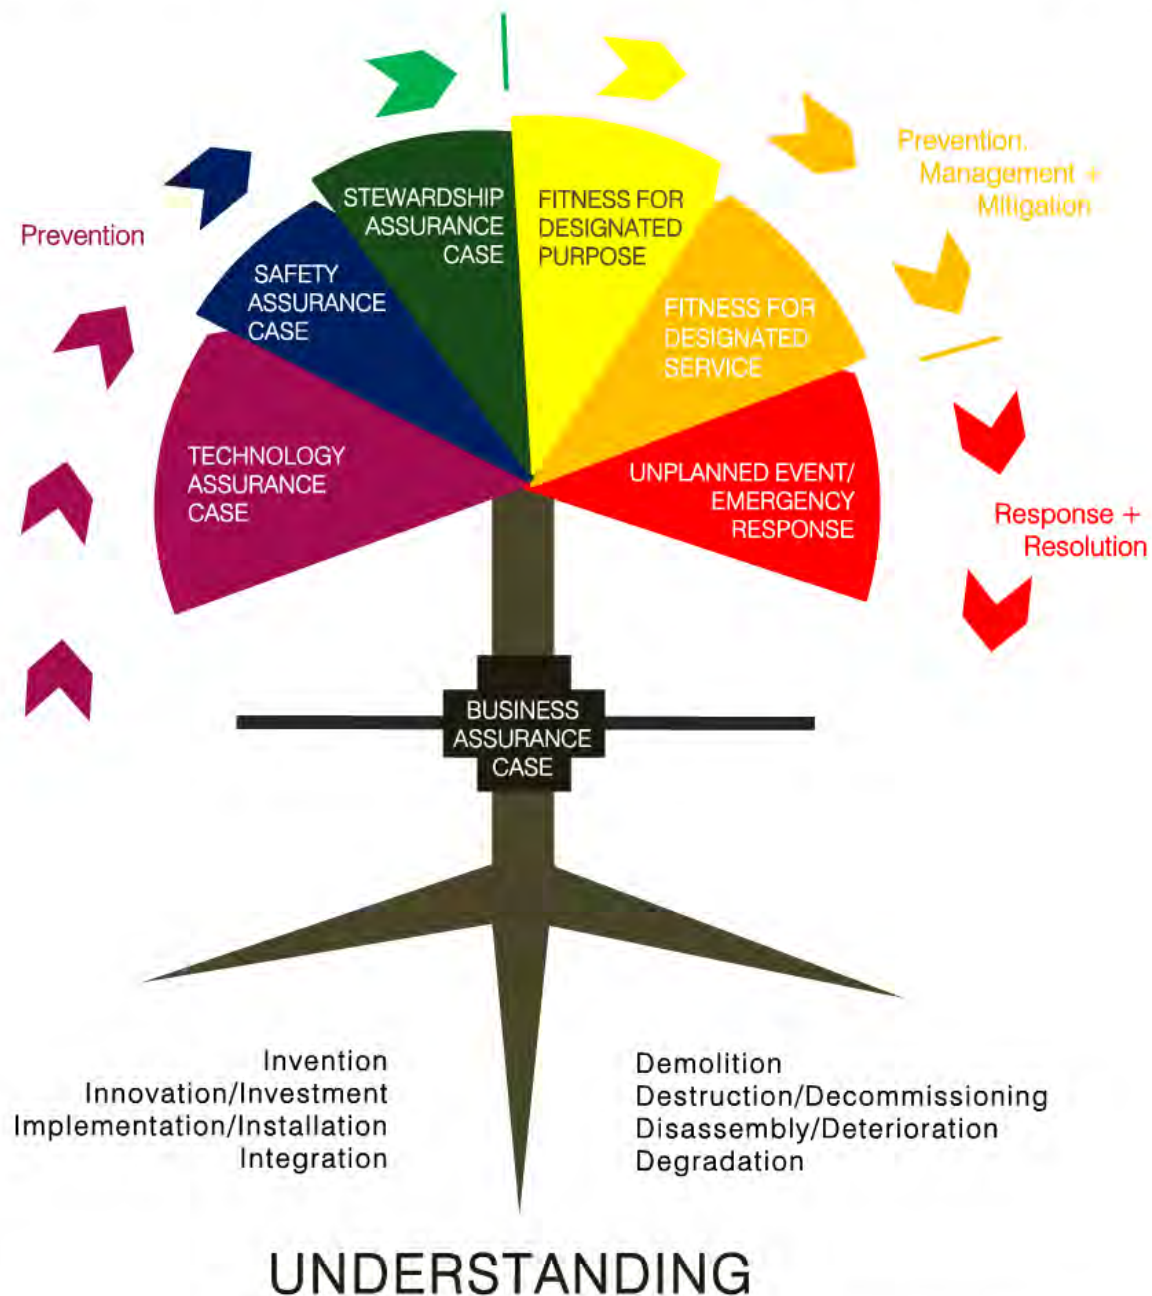 Prevention
Prevention.
Management +
Mitigation
STEWARDSHIP
ASSURANCE
CASE
FITNESS FOR
DESIGNATED
PURPOSE
SAFETY
ASSURANCE
CASE
FITNESS FOR
DESIGNATED
SERVICE
TECHNOLOGY
ASSURANCE
CASE
UNPLANNED EVENT/
EMERGENCY
RESPONSE
Response +
Resolution
BUSINESS
ASSURANCE
CASE
Invention
Innovation/Investment
Implementation/Installation
Integration
Demolition
Destruction/Decommissioning
Disassembly/Deterioration
Degradation
UNDERSTANDING